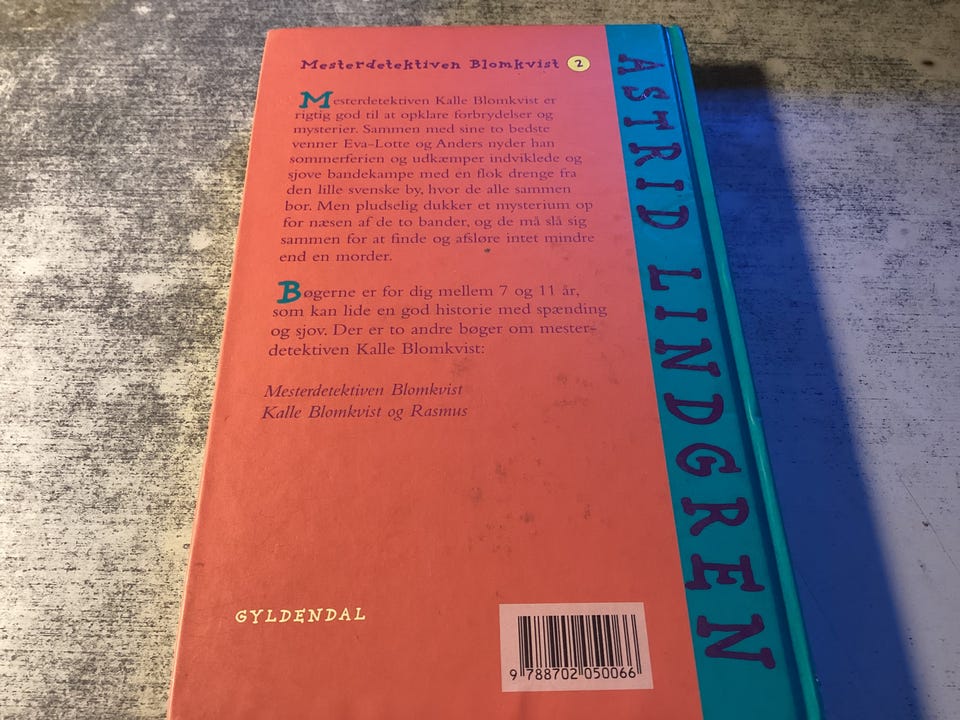 Mesterdetektiven Blomkvist 2
Mesterdetektiven Kalle Blomkvist er
rigtig god til at opklare forbrydelser og
mysterier. Sammen med sine to bedste
venner Eva-Lotte og Anders nyder han
sommerferien og udkæmper indviklede og
sjove bandekampe med en flok drenge fra
den lille svenske by, hvor de alle sammen
bor. Men pludselig dukker et mysterium op
for næsen af de to bander, og de må slå sig
sammen for at finde og afsløre intet mindre
end en morder.
Bøgerne er for dig mellem 7 og 11 år,
som kan lide en god historie med spænding
og sjov. Der er to andre bøger om mester-
detektiven Kalle Blomkvist:
Mesterdetektiven Blomkvist
Kalle Blomkvist og Rasmus
GYLDENDAL
9 788702 050066
ASTRID LINDGREN